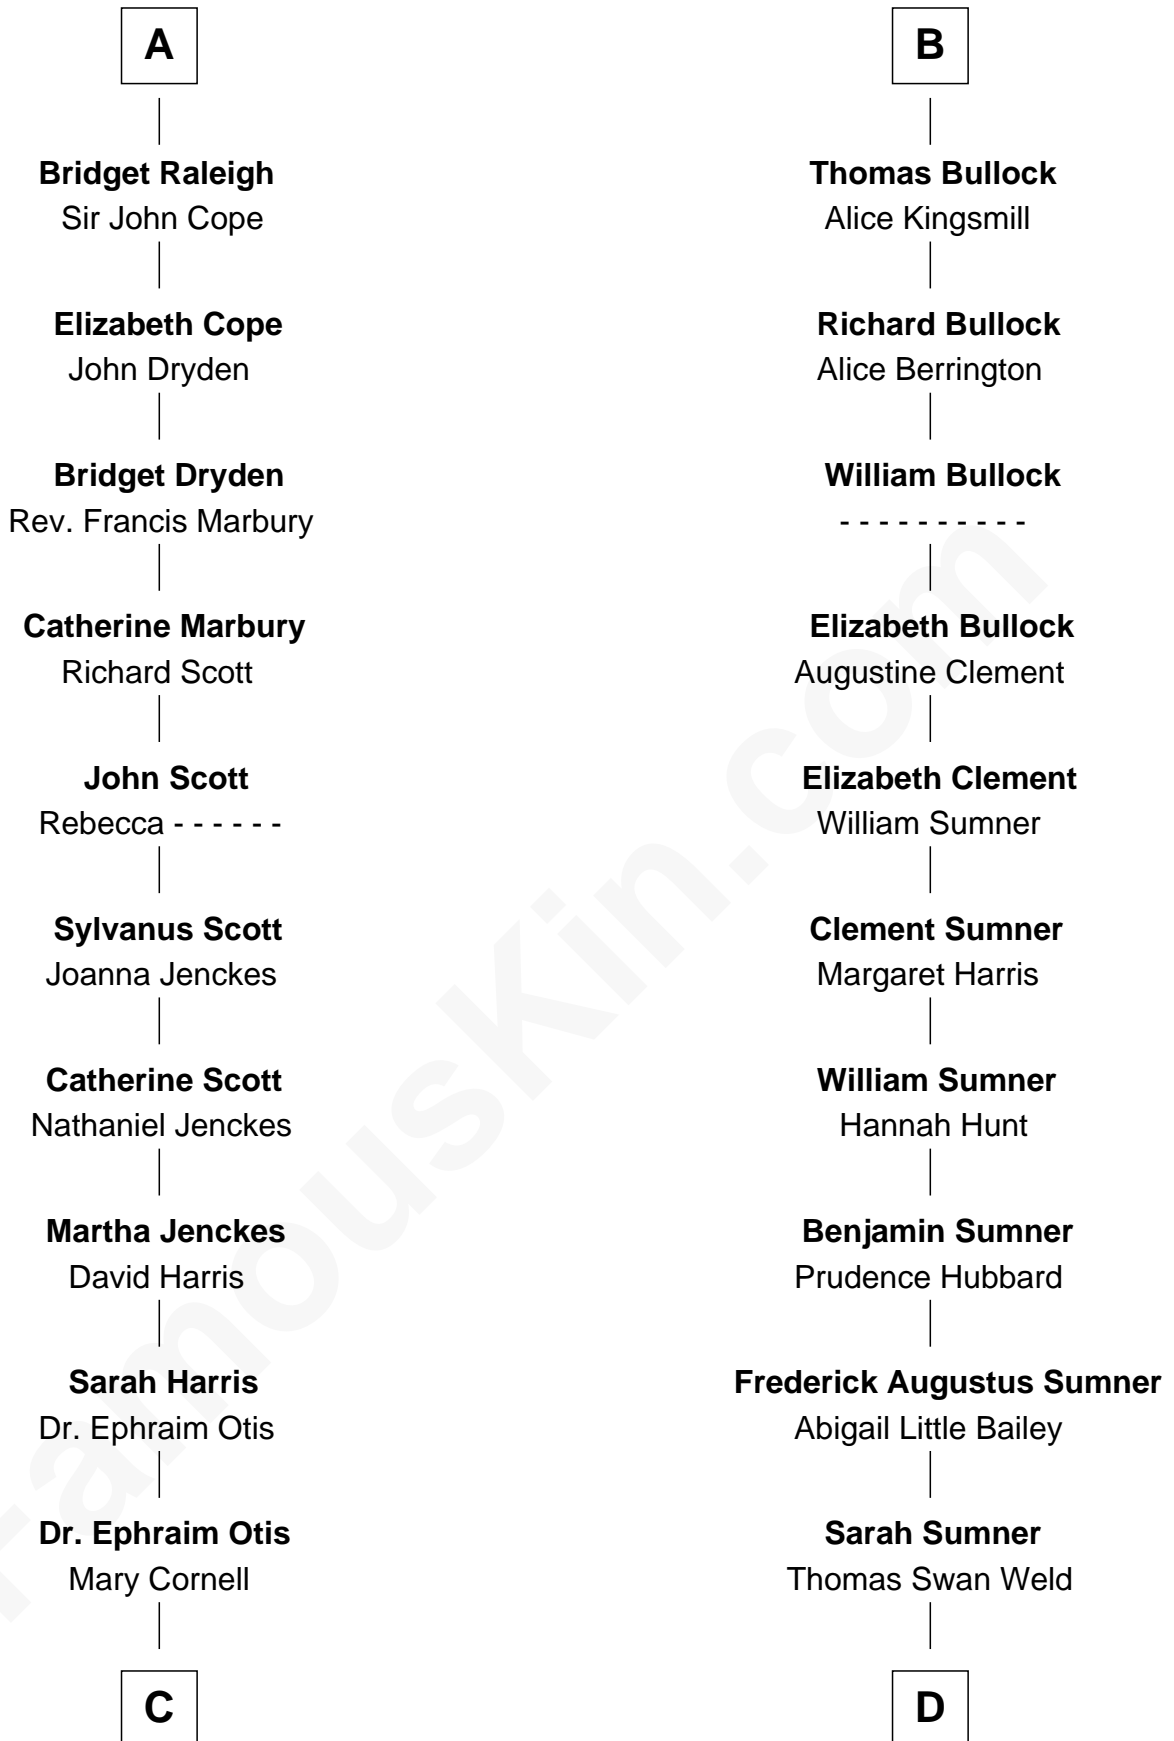 A
Bridget Raleigh
Sir John Cope
Elizabeth Cope
John Dryden
Bridget Dryden
Rev. Francis Marbury
Catherine Marbury
Richard Scott
John Scott
Rebecca - - - - - -
Sylvanus Scott
Joanna Jenckes
Catherine Scott
Nathaniel Jenckes
Martha Jenckes
David Harris
Sarah Harris
Dr. Ephraim Otis
Dr. Ephraim Otis
Mary Cornell
C
B
Thomas Bullock
Alice Kingsmill
Richard Bullock
Alice Berrington
William Bullock
- - - - - - - - - -
Elizabeth Bullock
Augustine Clement
Elizabeth Clement
William Sumner
Clement Sumner
Margaret Harris
William Sumner
Hannah Hunt
Benjamin Sumner
Prudence Hubbard
Frederick Augustus Sumner
Abigail Little Bailey
Sarah Sumner
Thomas Swan Weld
D
FamousKin.com